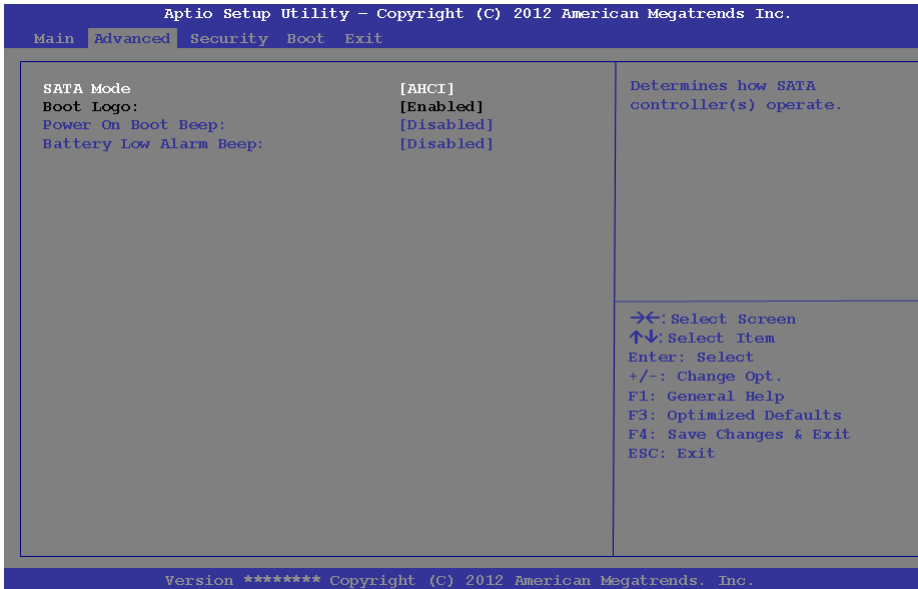 Aptio Setup Utility – Copyright (C) 2012 American Megatrends Inc.
Main Advanced Security Boot Exit
SATA Mode [AHCI]
Boot Logo: [Enabled]
Power On Boot Beep: [Disabled]
Battery Low Alarm Beep: [Disabled]
Determines how SATA
controller(s) operate.
→←: Select Screen
↑↓: Select Item
Enter: Select
+/-: Change Opt.
F1: General Help
F3: Optimized Defaults
F4: Save Changes & Exit
ESC: Exit
Version ******** Copyright (C) 2012 American Megatrends. Inc.